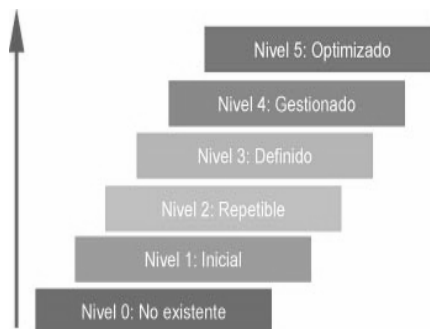 Nivel 5: Optimizado
Nivel 4: Gestionado
Nivel 3: Definido
Nivel 2: Repetible
Nivel 1: Inicial
Nivel 0: No existente